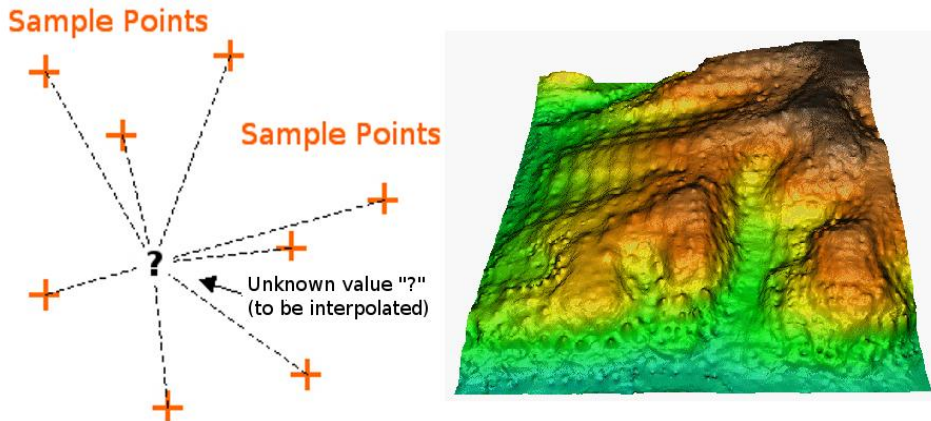 Sample Points
Sample Points
?
Unknown value "?"
(to be interpolated)